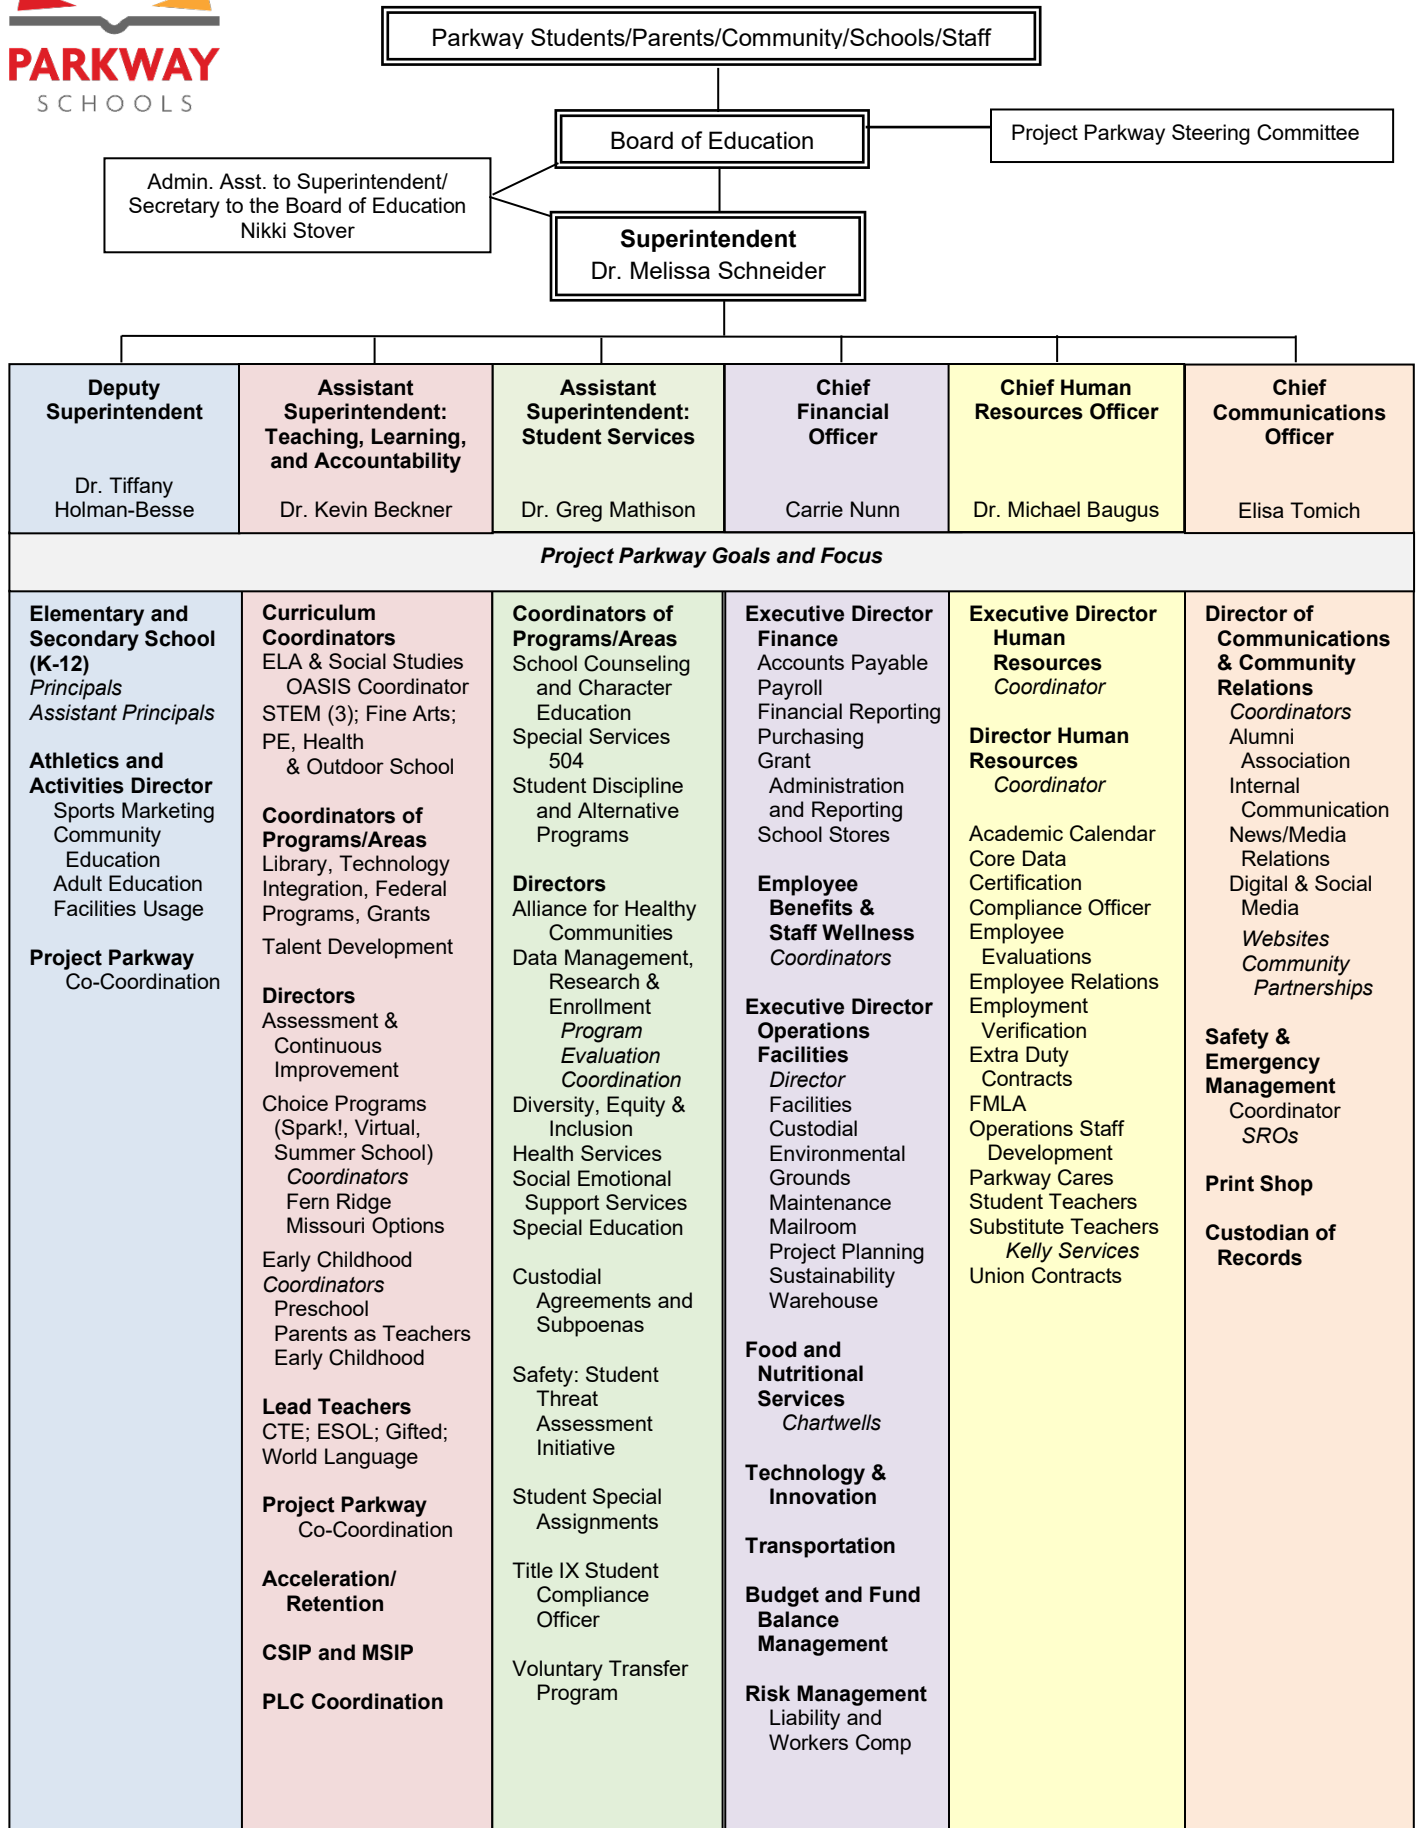 PARKWAY
SCHOOLS
Parkway Students/Parents/Community/Schools/Staff
Board of Education
Project Parkway Steering Committee
Admin. Asst. to Superintendent/
Secretary to the Board of Education
Nikki Stover
Superintendent
Dr. Melissa Schneider
Deputy
Superintendent
Dr. Tiffany
Holman-Besse
Assistant
Superintendent:
Teaching, Learning,
and Accountability
Dr. Kevin Beckner
Assistant
Superintendent:
Student Services
Dr. Greg Mathison
Chief
Financial
Officer
Carrie Nunn
Chief Human
Resources Officer
Dr. Michael Baugus
Chief
Communications
Officer
Elisa Tomich
Project Parkway Goals and Focus
Elementary and
Secondary School
(K-12)
Principals
Assistant Principals
Athletics and
Activities Director
Sports Marketing
Community
Education
Adult Education
Facilities Usage
Project Parkway
Co-Coordination
Curriculum
Coordinators
ELA & Social Studies
OASIS Coordinator
STEM (3); Fine Arts;
PE, Health
& Outdoor School
Coordinators of
Programs/Areas
Library, Technology
Integration, Federal
Programs, Grants
Talent Development
Directors
Assessment &
Continuous
Improvement
Choice Programs
(Spark!, Virtual,
Summer School)
Coordinators
Fern Ridge
Missouri Options
Early Childhood
Coordinators
Preschool
Parents as Teachers
Early Childhood
Lead Teachers
CTE; ESOL; Gifted;
World Language
Project Parkway
Co-Coordination
Acceleration/
Retention
CSIP and MSIP
PLC Coordination
Coordinators of
Programs/Areas
School Counseling
and Character
Education
Special Services
504
Student Discipline
and Alternative
Programs
Directors
Alliance for Healthy
Communities
Data Management,
Research &
Enrollment
Program
Evaluation
Coordination
Diversity, Equity &
Inclusion
Health Services
Social Emotional
Support Services
Special Education
Custodial
Agreements and
Subpoenas
Safety: Student
Threat
Assessment
Initiative
Student Special
Assignments
Title IX Student
Compliance
Officer
Voluntary Transfer
Program
Executive Director
Finance
Accounts Payable
Payroll
Financial Reporting
Purchasing
Grant
Administration
and Reporting
School Stores
Employee
Benefits &
Staff Wellness
Coordinators
Executive Director
Operations
Facilities
Director
Facilities
Custodial
Environmental
Grounds
Maintenance
Mailroom
Project Planning
Sustainability
Warehouse
Food and
Nutritional
Services
Chartwells
Technology &
Innovation
Transportation
Budget and Fund
Balance
Management
Risk Management
Liability and
Workers Comp
Executive Director
Human
Resources
Coordinator
Director Human
Resources
Coordinator
Academic Calendar
Core Data
Certification
Compliance Officer
Employee
Evaluations
Employee Relations
Employment
Verification
Extra Duty
Contracts
FMLA
Operations Staff
Development
Parkway Cares
Student Teachers
Substitute Teachers
Kelly Services
Union Contracts
Director of
Communications
& Community
Relations
Coordinators
Alumni
Association
Internal
Communication
News/Media
Relations
Digital & Social
Media
Websites
Community
Partnerships
Safety &
Emergency
Management
Coordinator
SROs
Print Shop
Custodian of
Records